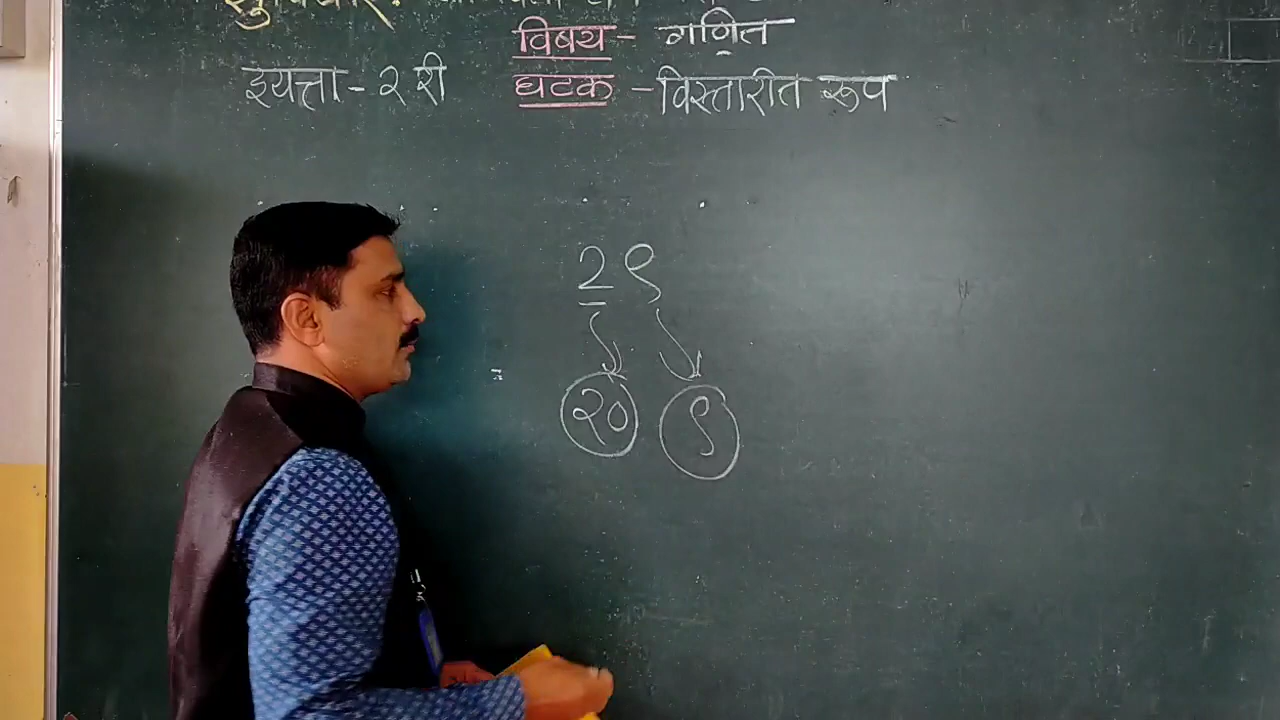 सुविचार:
विषय - गणित
इयत्ता - २ री घटक - विस्तारीत रूप
२९
२० ९